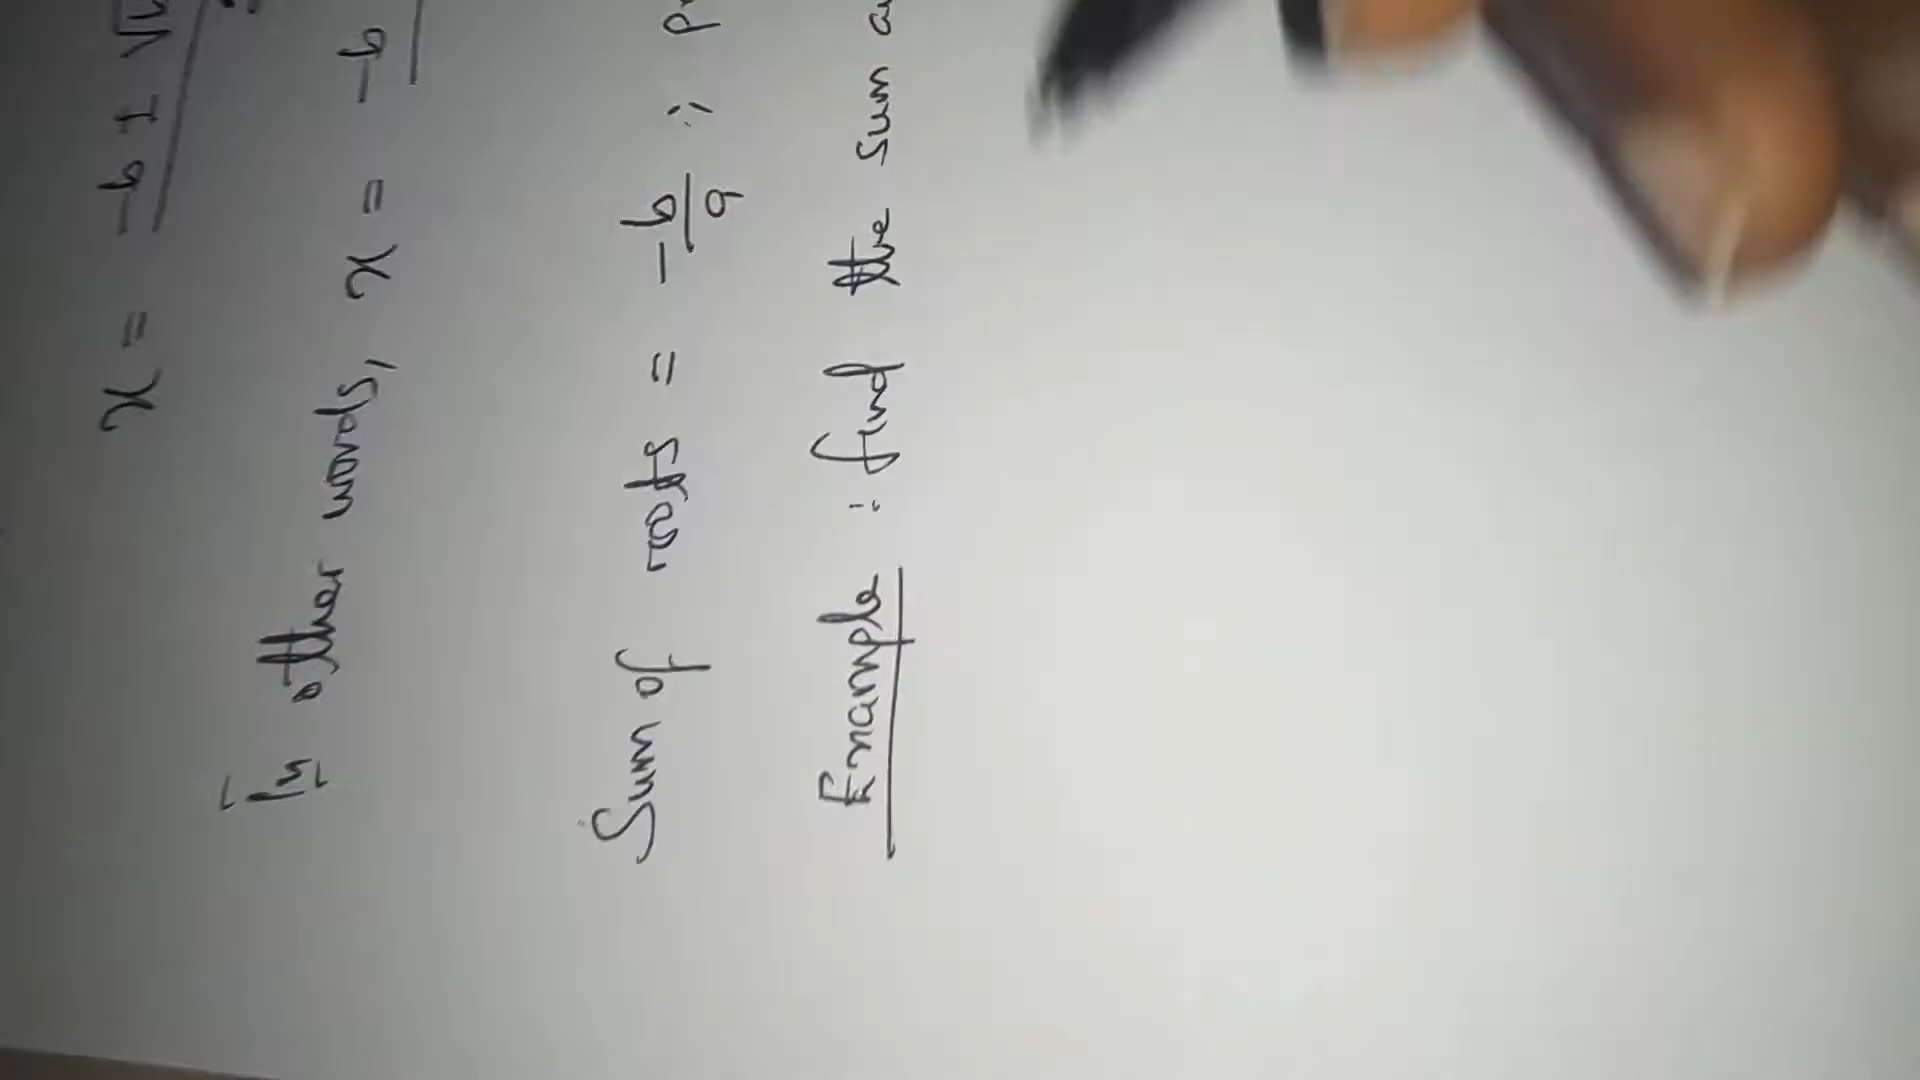 x = -b ± √b
In other words, x = -b
Sum of roots = -b/a ; p
Example : find the sum a